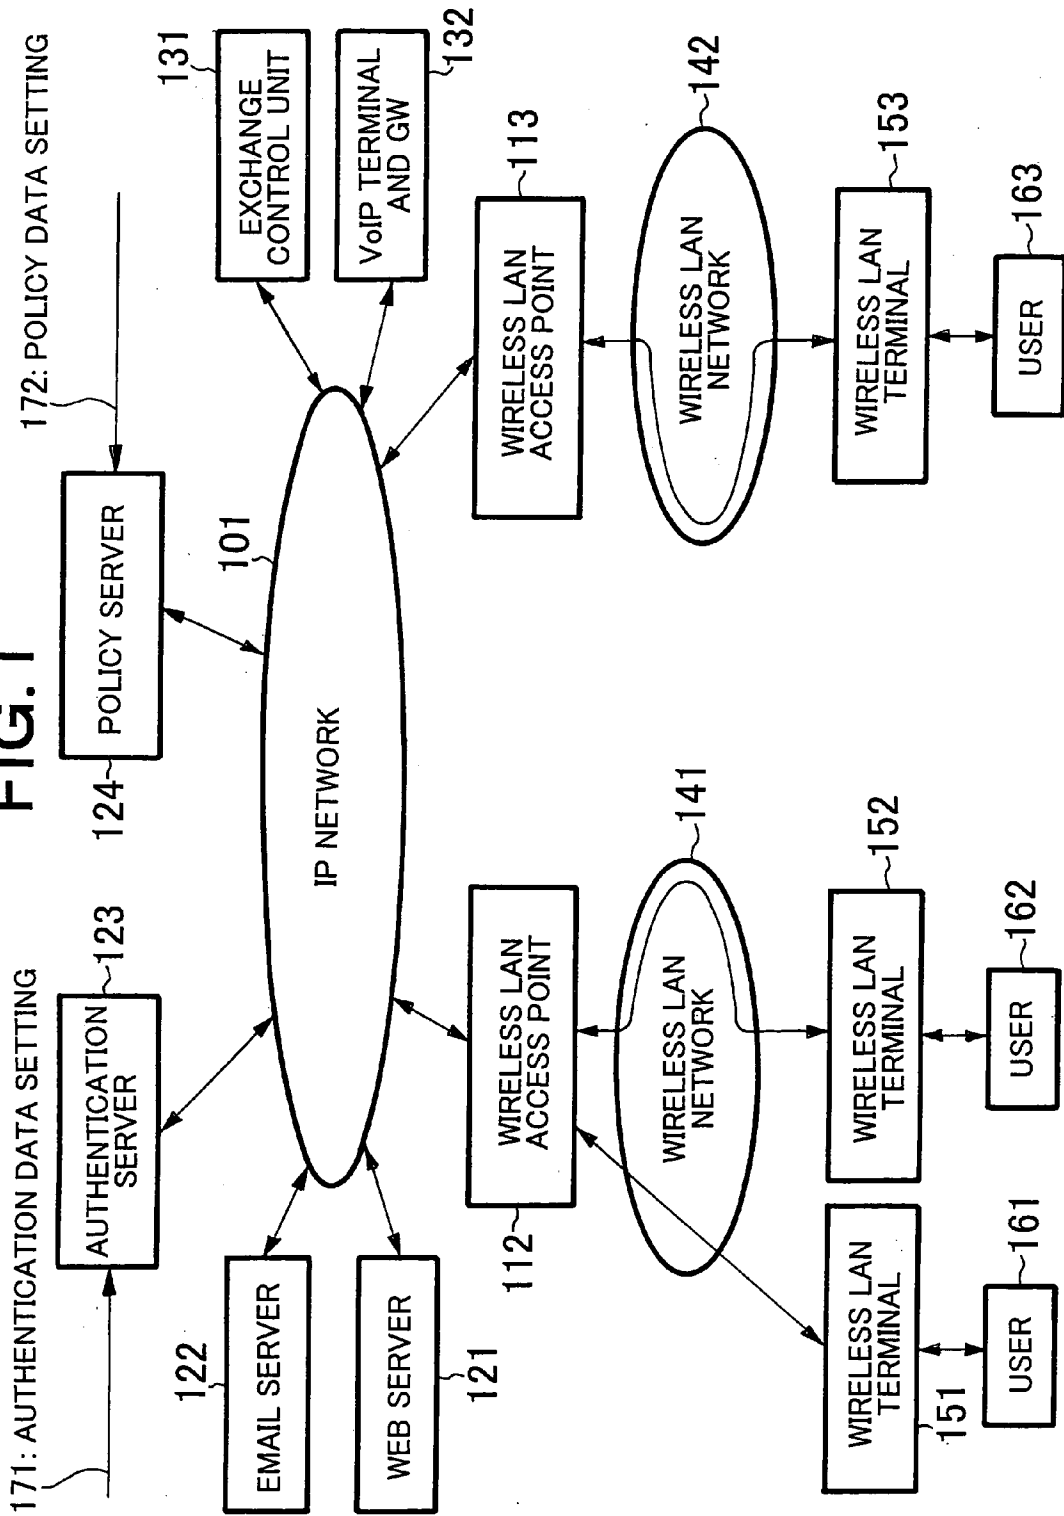 FIG. 1
171: AUTHENTICATION DATA SETTING
172: POLICY DATA SETTING
123
AUTHENTICATION
SERVER
124
POLICY SERVER
122
EMAIL SERVER
WEB SERVER
121
101
IP NETWORK
131
EXCHANGE
CONTROL UNIT
VoIP TERMINAL
AND GW
132
112
WIRELESS LAN
ACCESS POINT
113
WIRELESS LAN
ACCESS POINT
141
WIRELESS LAN
NETWORK
142
WIRELESS LAN
NETWORK
151
WIRELESS LAN
TERMINAL
152
WIRELESS LAN
TERMINAL
153
WIRELESS LAN
TERMINAL
161
USER
162
USER
163
USER